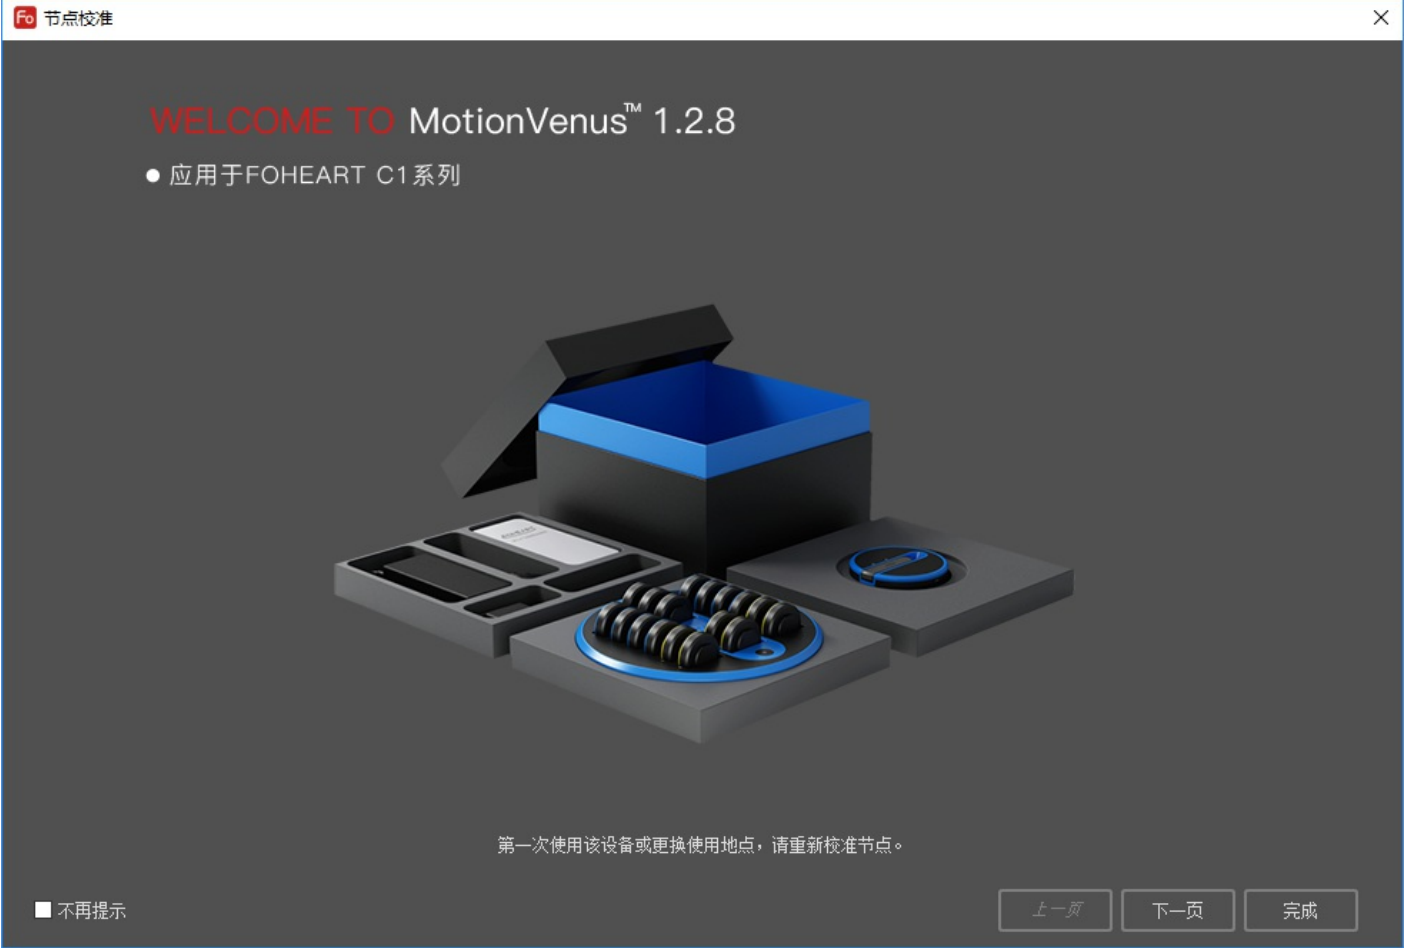 Fo 节点校准
WELCOME TO MotionVenus™ 1.2.8
● 应用于FOHEART C1系列
第一次使用该设备或更换使用地点，请重新校准节点。
不再提示
上一页
下一页
完成